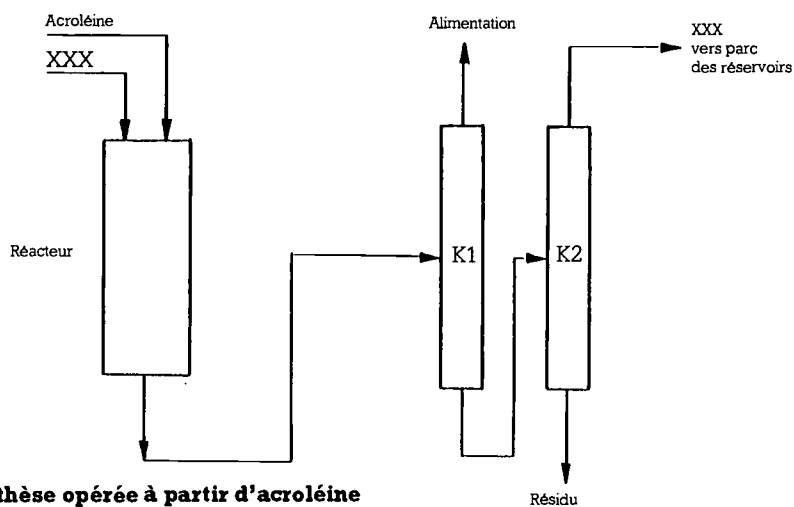 Acroléine
XXX
Réacteur
Alimentation
XXX
vers parc
des réservoirs
K1
K2
Résidu
thèse opérée à partir d'acroléine